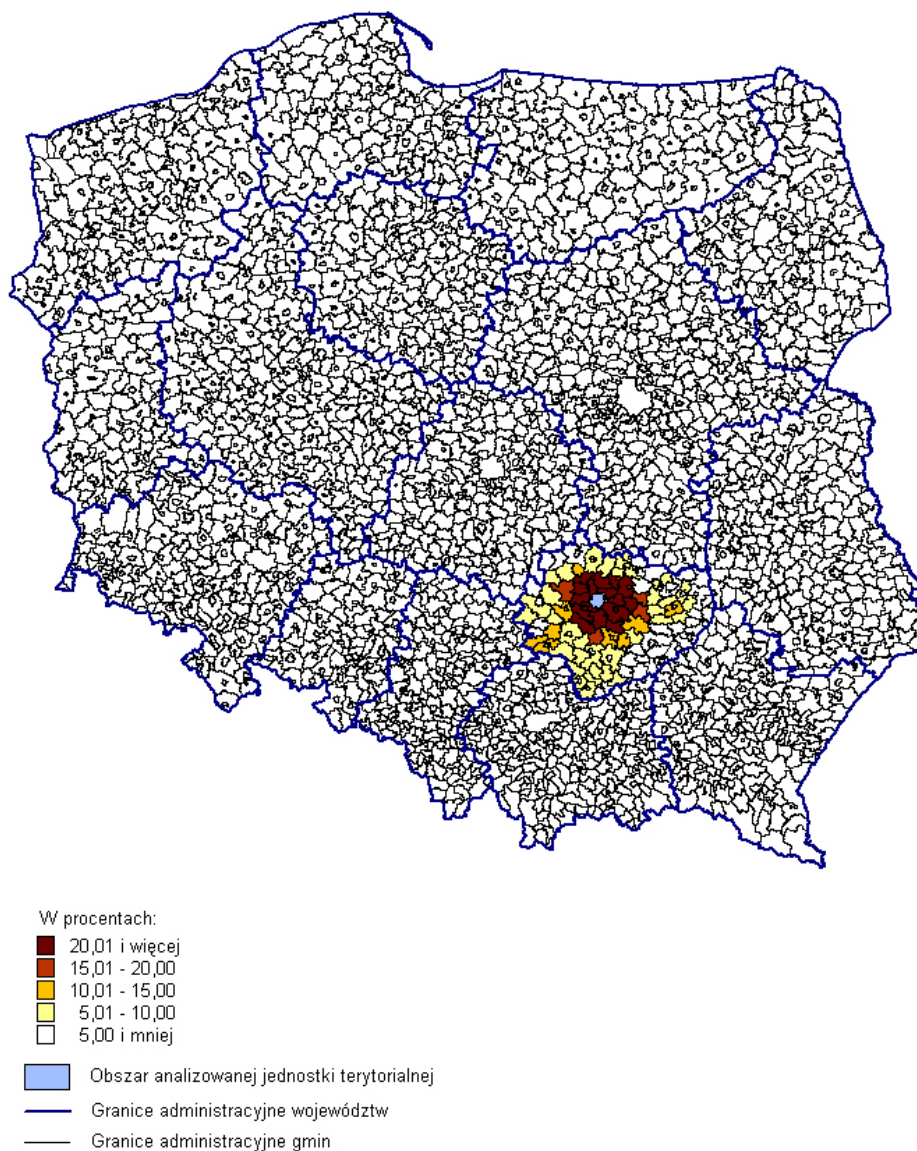 W procentach:
20,01 i więcej
15,01 - 20,00
10,01 - 15,00
5,01 - 10,00
5,00 i mniej
Obszar analizowanej jednostki terytorialnej
Granice administracyjne województw
Granice administracyjne gmin